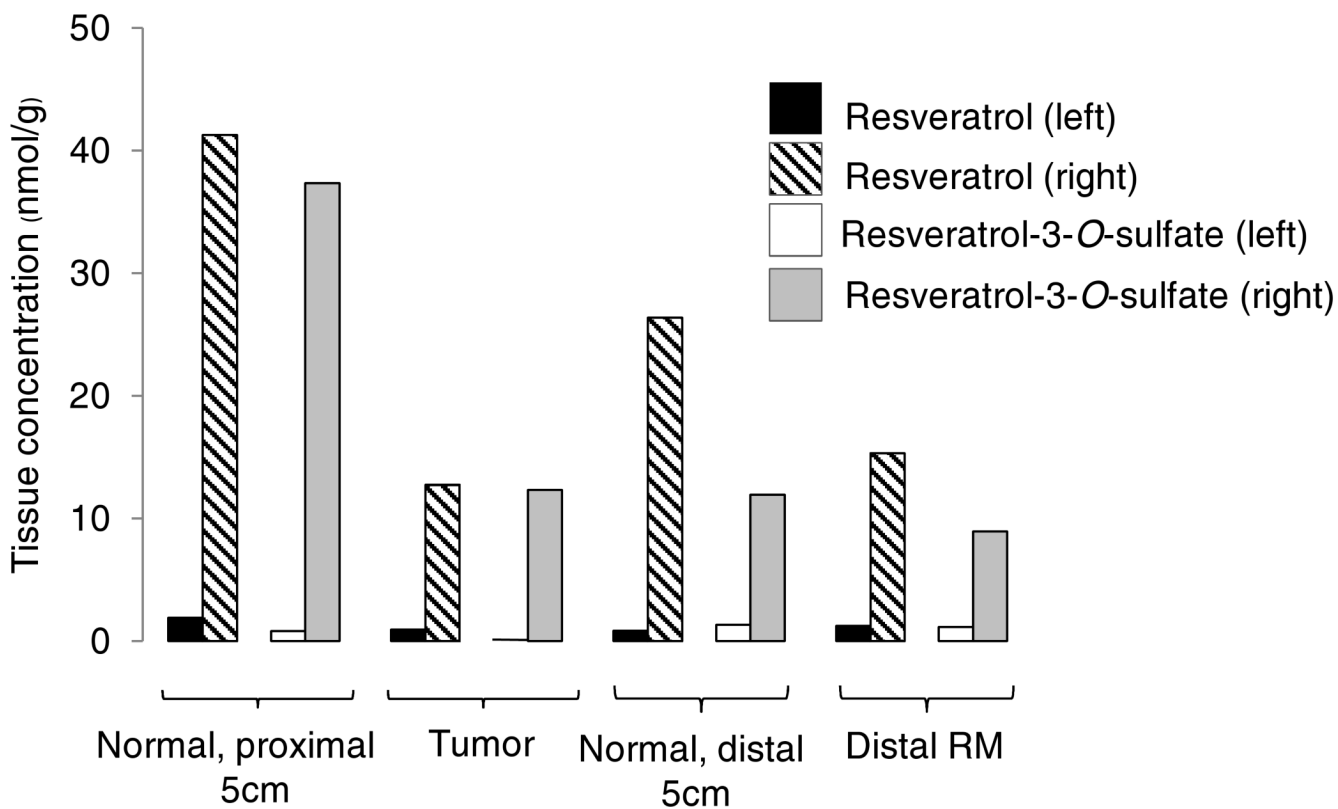 Tissue concentration (nmol/g)
50
40
30
20
10
0
Resveratrol (left)
Resveratrol (right)
Resveratrol-3-O-sulfate (left)
Resveratrol-3-O-sulfate (right)
Normal, proximal
5cm
Tumor
Normal, distal
5cm
Distal RM